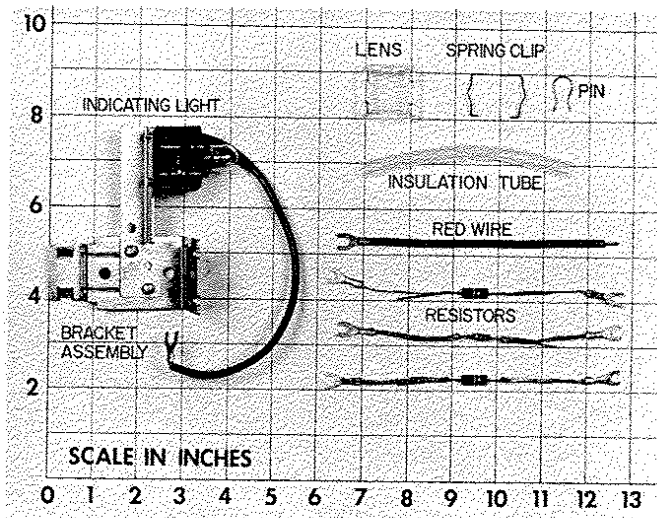 10
LENS
SPRING CLIP
PIN
INDICATING LIGHT
8
INSULATION TUBE
6
RED WIRE
4
RESISTORS
BRACKET
ASSEMBLY
2
SCALE IN INCHES
0 1 2 3 4 5 6 7 8 9 10 11 12 13